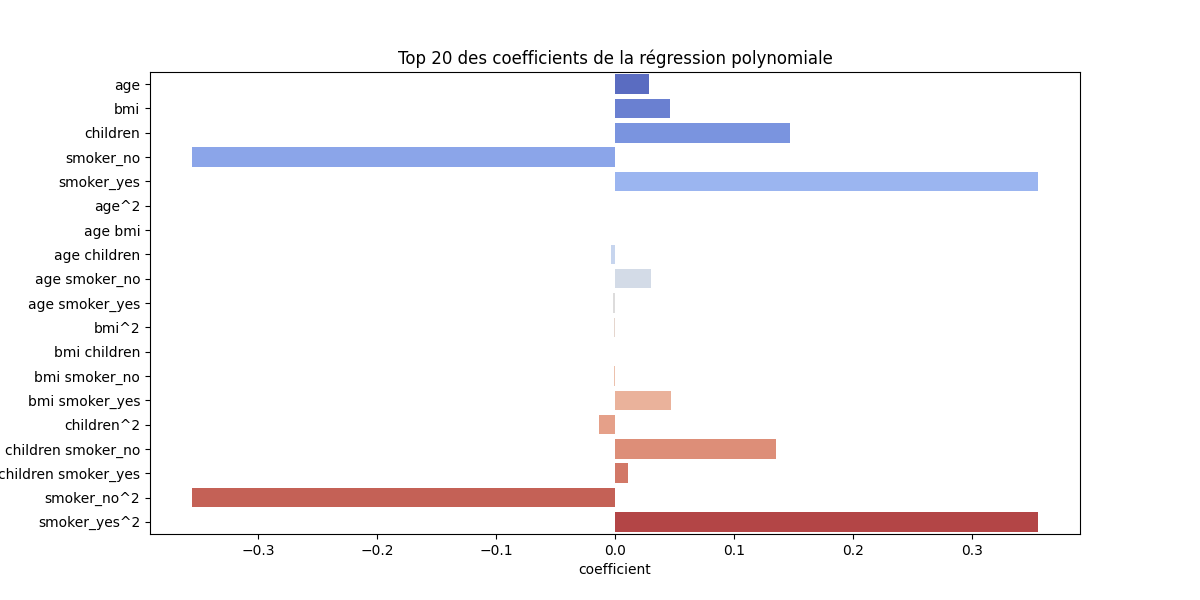 Top 20 des coefficients de la régression polynomiale
age
bmi
children
smoker_no
smoker_yes
age^2
age bmi
age children
age smoker_no
age smoker_yes
bmi^2
bmi children
bmi smoker_no
bmi smoker_yes
children^2
children smoker_no
children smoker_yes
smoker_no^2
smoker_yes^2
−0.3 −0.2 −0.1 0.0 0.1 0.2 0.3
coefficient